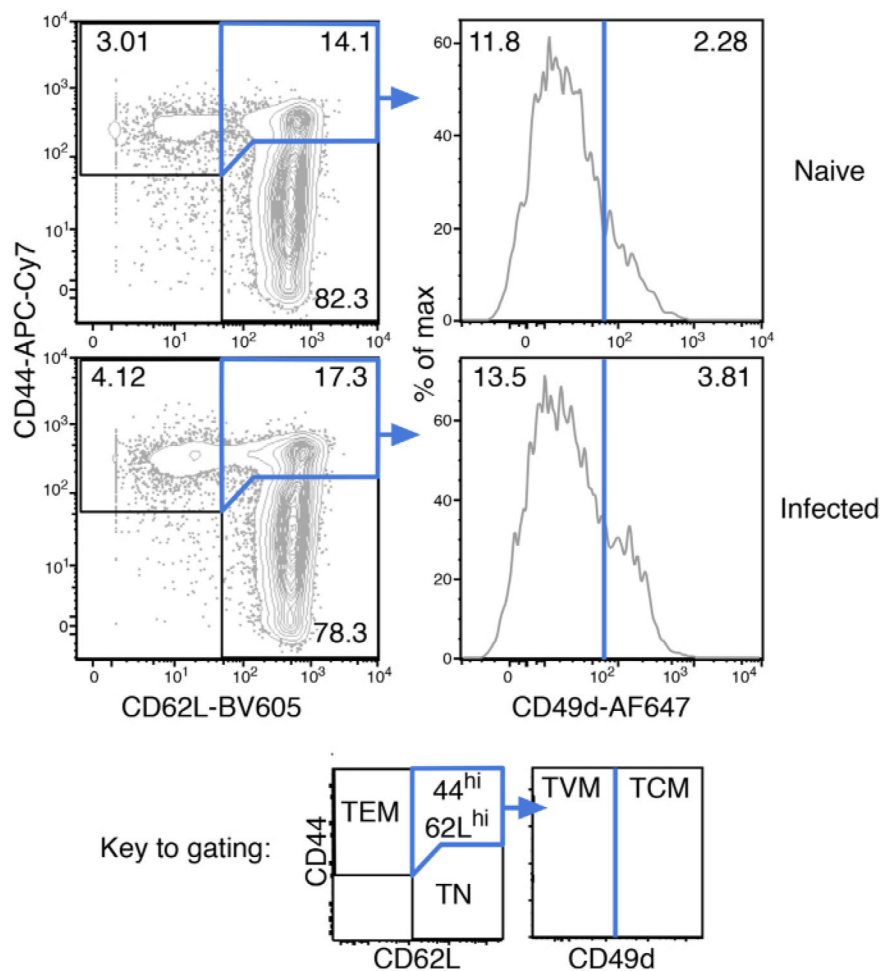 10⁴
10³
10²
10¹
0
3.01
14.1
82.3
0
10¹
10²
10³
10⁴
60
40
20
0
11.8
2.28
0
10²
10³
10⁴
Naive
CD44-APC-Cy7
% of max
10⁴
10³
10²
10¹
0
4.12
17.3
78.3
0
10¹
10²
10³
10⁴
CD62L-BV605
60
40
20
0
13.5
3.81
0
10²
10³
10⁴
CD49d-AF647
Infected
Key to gating:
CD44
TEM
44hi
62Lhi
TN
CD62L
TVM
TCM
CD49d